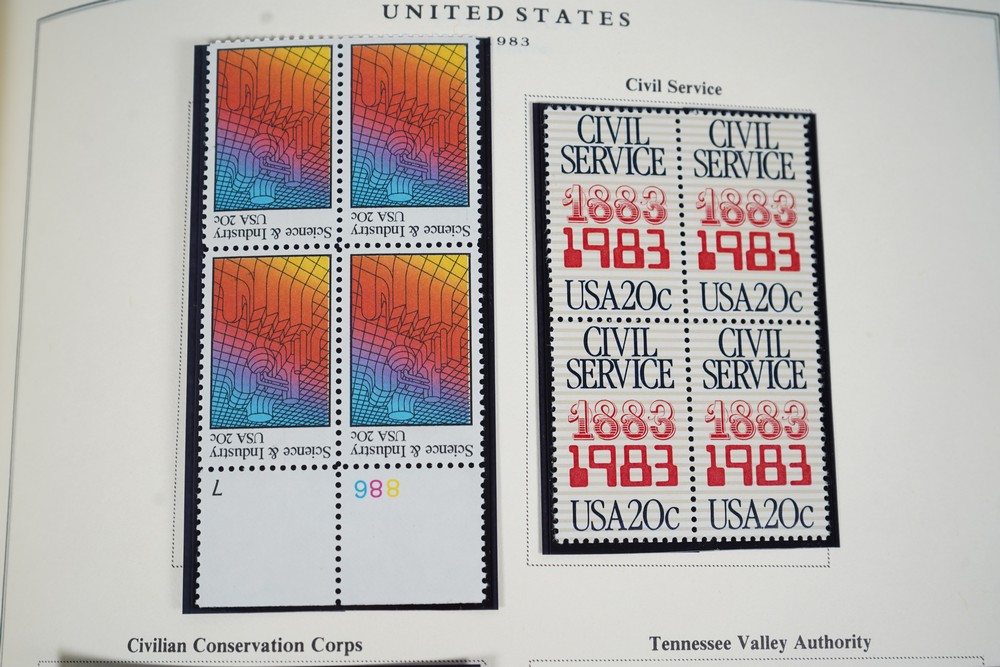 UNITED STATES
983
Civil Service
Science & Industry
USA 20c
Science & Industry
USA 20c
Science & Industry
USA 20c
Science & Industry
USA 20c
CIVIL
SERVICE
1883
1983
USA20c
CIVIL
SERVICE
1883
1983
USA20c
CIVIL
SERVICE
1883
1983
USA20c
CIVIL
SERVICE
1883
1983
USA20c
Civilian Conservation Corps
Tennessee Valley Authority